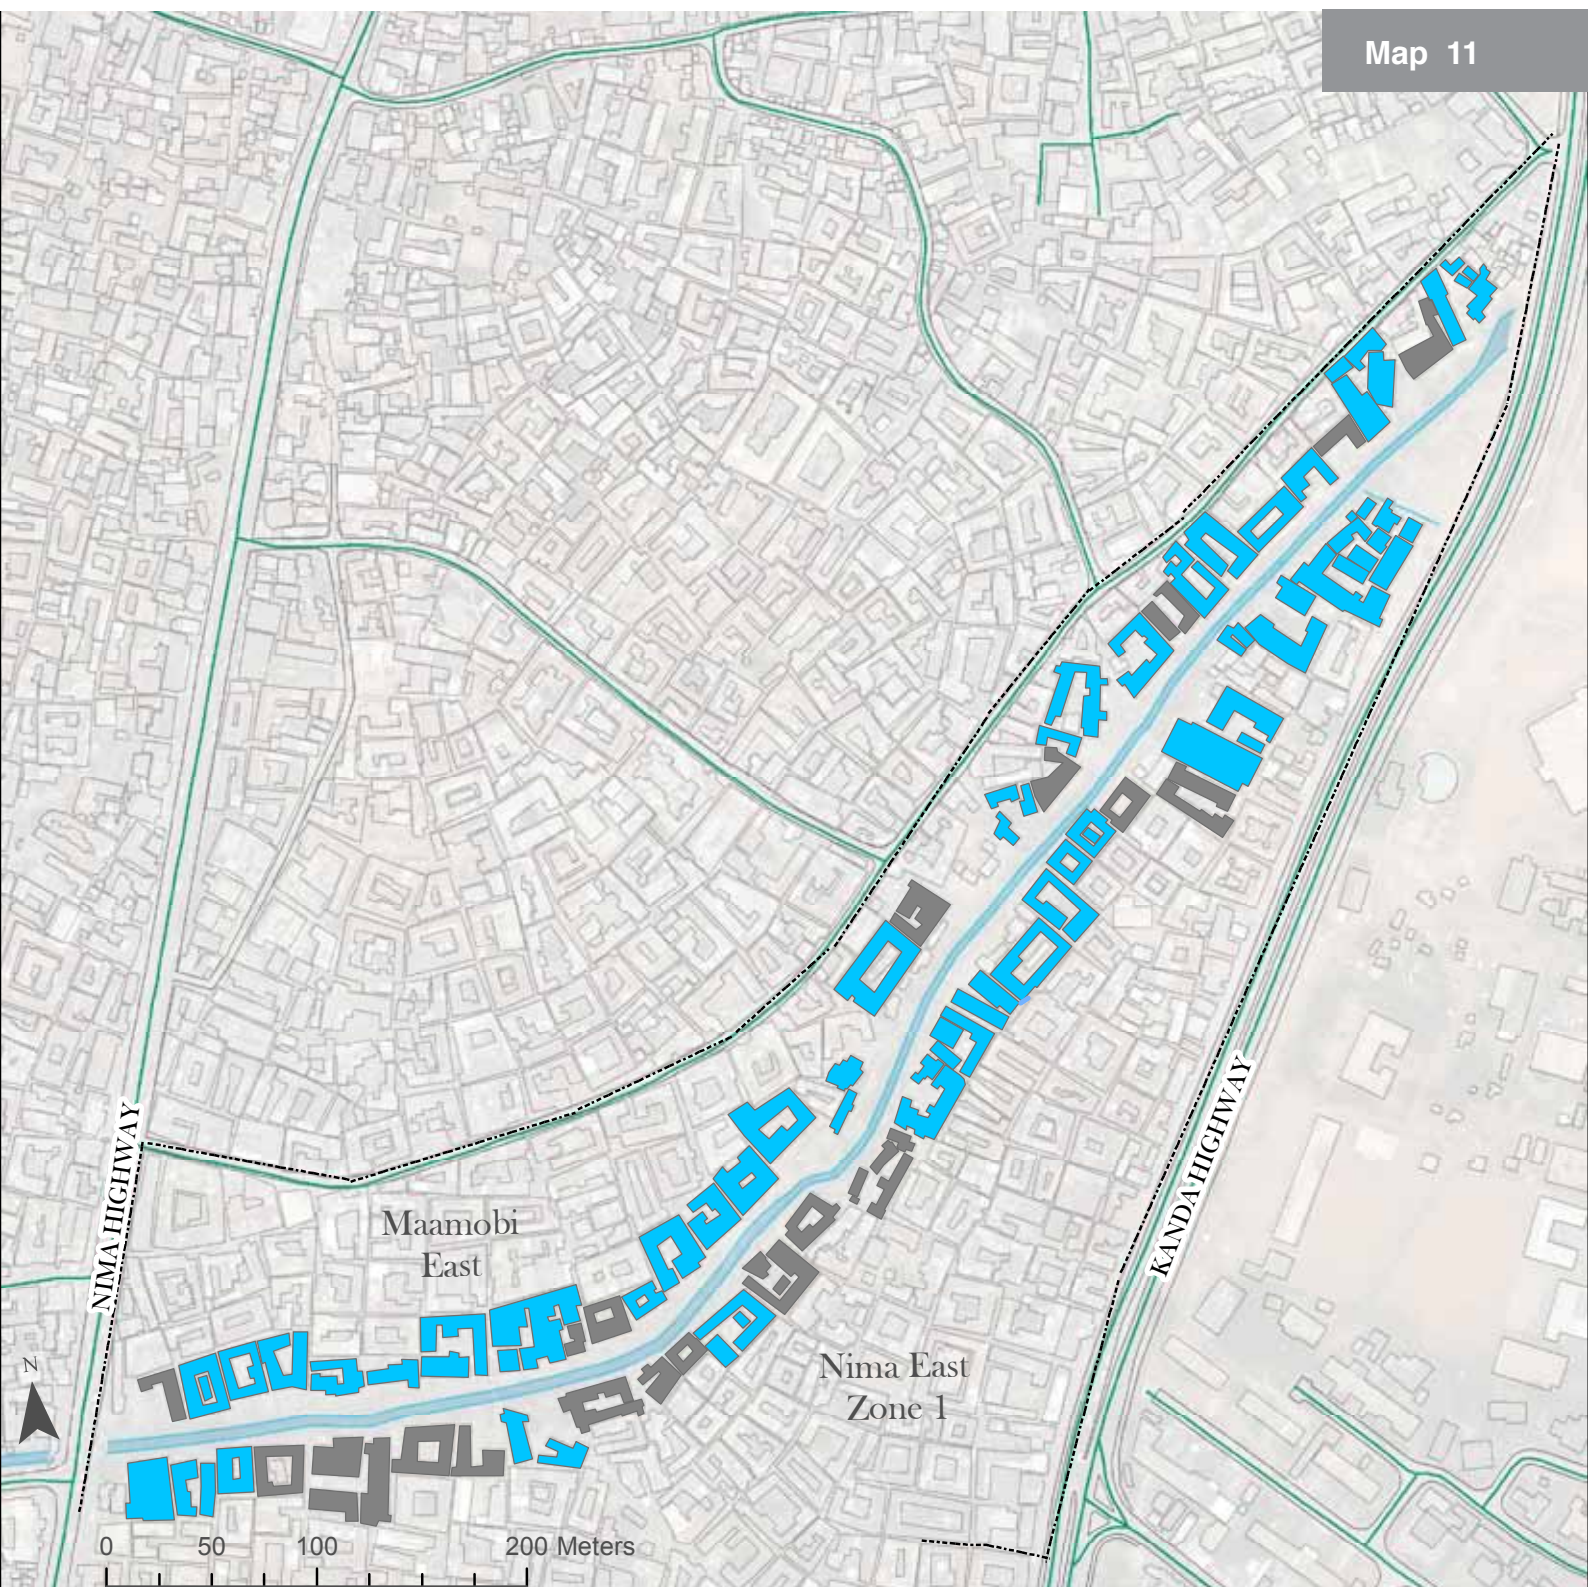 Map 11
NIMA HIGHWAY
KANDA HIGHWAY
Maamobi
East
Nima East
Zone 1
N
0 50 100 200 Meters